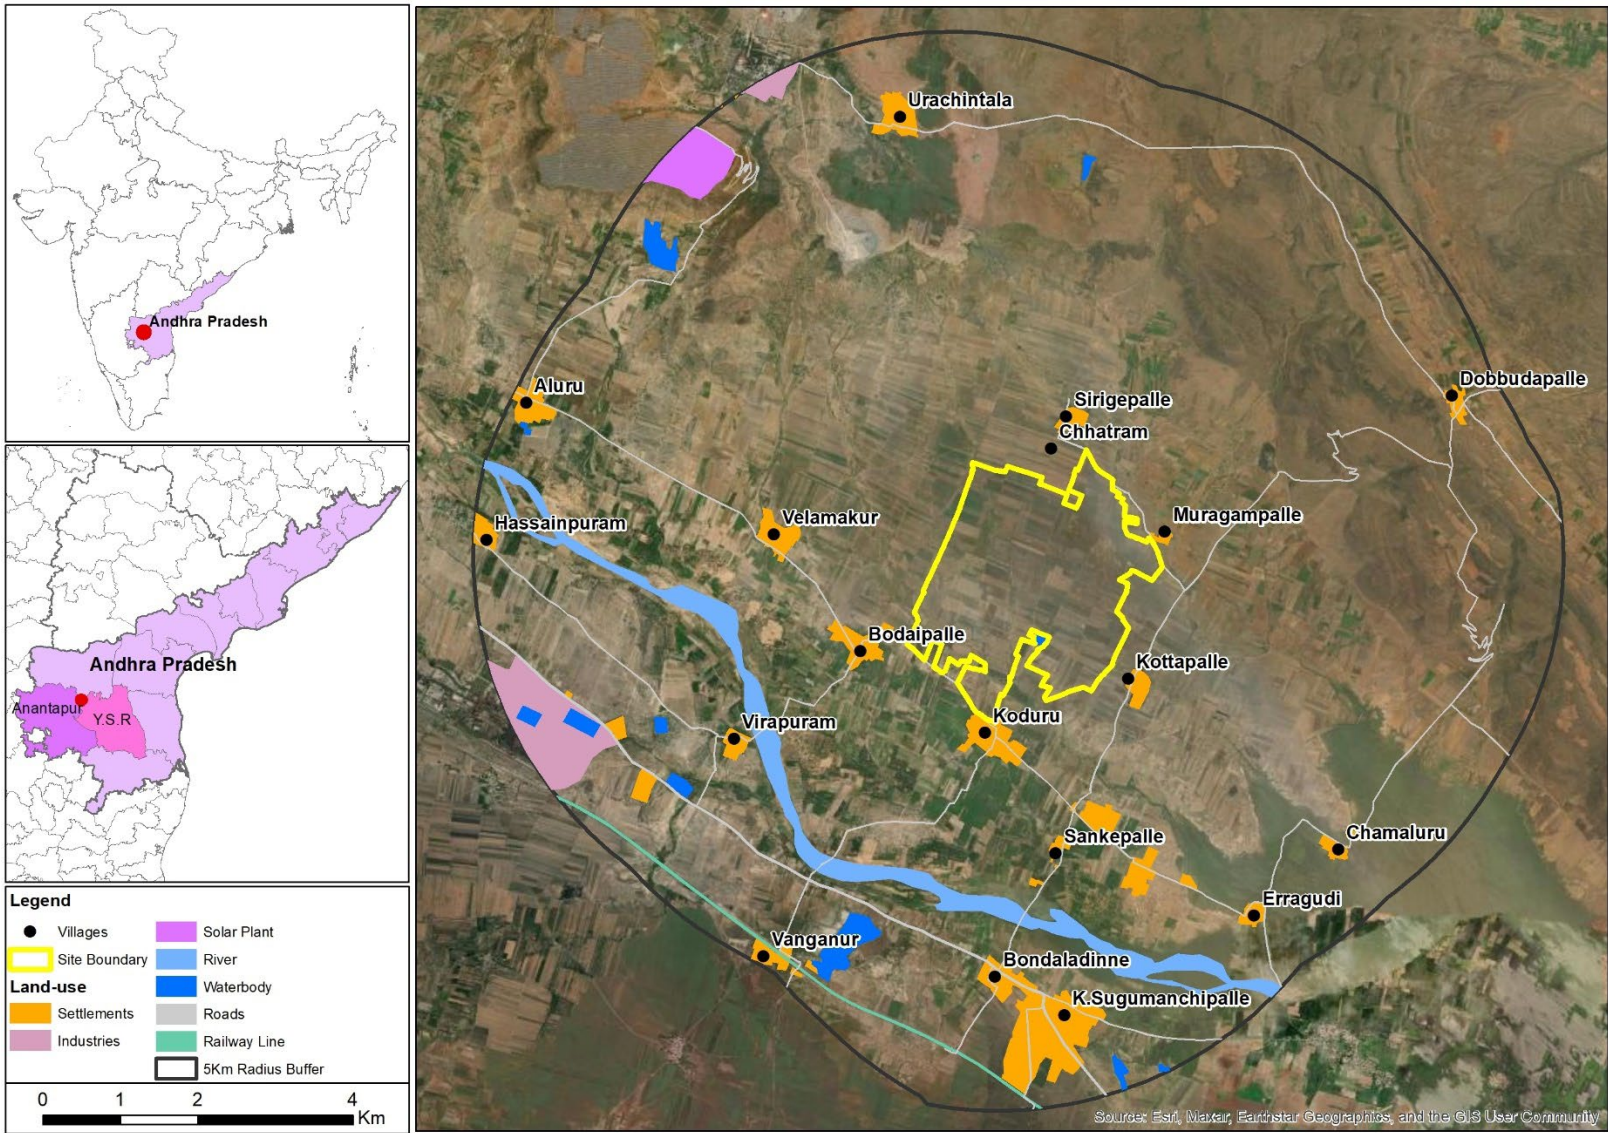 Andhra Pradesh
Andhra Pradesh
Anantapur
Y.S.R
Legend
Villages
Site Boundary
Land-use
Settlements
Industries
Solar Plant
River
Waterbody
Roads
Railway Line
5Km Radius Buffer
0 1 2 4
Km
Urachintala
Aluru
Sirigepalle
Dobbudapalle
Chhatram
Hassainpuram
Velamakur
Muragampalle
Bodaipalle
Kottapalle
Virapuram
Koduru
Sankepalle
Chamaluru
Erragudi
Vanganur
Bondaladinne
K.Sugumanchipalle
Source: Esri, Maxar, Earthstar Geographics, and the GIS User Community